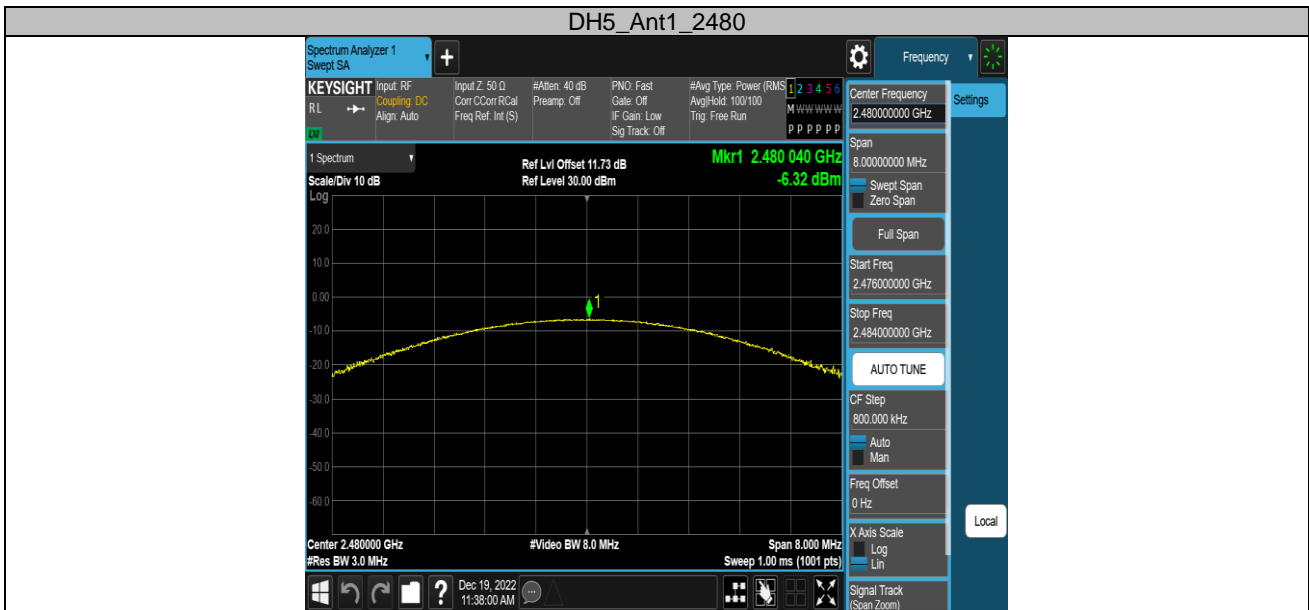 DH5_Ant1_2480
Spectrum Analyzer 1
Swept SA
Frequency
KEYSIGHT
R L
LXI
Input: RF
Coupling: DC
Align: Auto
Input Z: 50 Ω
Corr CCorr RCal
Freq Ref: Int (S)
#Atten: 40 dB
Preamp: Off
PNO: Fast
Gate: Off
IF Gain: Low
Sig Track: Off
#Avg Type: Power (RMS
Avg|Hold: 100/100
Trig: Free Run
1 2 3 4 5 6
M W W W W W
P P P P P P
1 Spectrum
Scale/Div 10 dB
Log
Ref Lvl Offset 11.73 dB
Ref Level 30.00 dBm
Mkr1 2.480 040 GHz
-6.32 dBm
20.0
10.0
0.00
-10.0
-20.0
-30.0
-40.0
-50.0
-60.0
1
Center 2.480000 GHz
#Res BW 3.0 MHz
#Video BW 8.0 MHz
Span 8.000 MHz
Sweep 1.00 ms (1001 pts)
Dec 19, 2022
11:38:00 AM
Center Frequency
2.480000000 GHz
Settings
Span
8.00000000 MHz
Swept Span
Zero Span
Full Span
Start Freq
2.476000000 GHz
Stop Freq
2.484000000 GHz
AUTO TUNE
CF Step
800.000 kHz
Auto
Man
Freq Offset
0 Hz
X Axis Scale
Log
Lin
Local
Signal Track
(Span Zoom)